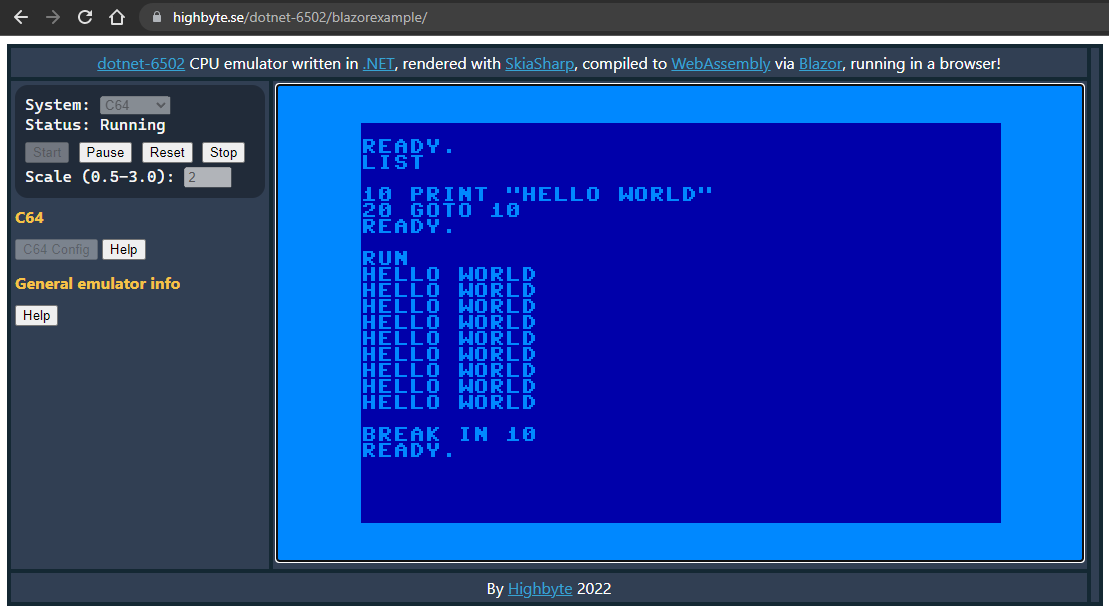 highbyte.se/dotnet-6502/blazorexample/
dotnet-6502 CPU emulator written in .NET, rendered with SkiaSharp, compiled to WebAssembly via Blazor, running in a browser!
System: C64
Status: Running
Start Pause Reset Stop
Scale (0.5-3.0): 2
C64
C64 Config Help
General emulator info
Help
READY.
LIST
10 PRINT "HELLO WORLD"
20 GOTO 10
READY.
RUN
HELLO WORLD
HELLO WORLD
HELLO WORLD
HELLO WORLD
HELLO WORLD
HELLO WORLD
HELLO WORLD
HELLO WORLD
HELLO WORLD
BREAK IN 10
READY.
By Highbyte 2022